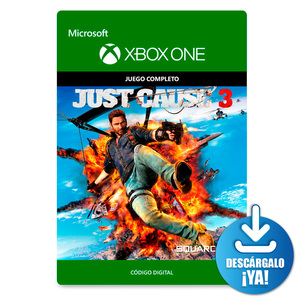 Microsoft
XBOX ONE
JUEGO COMPLETO
JUST CAUSE 3
SQUARE
CÓDIGO DIGITAL
DESCÁRGALO
¡YA!